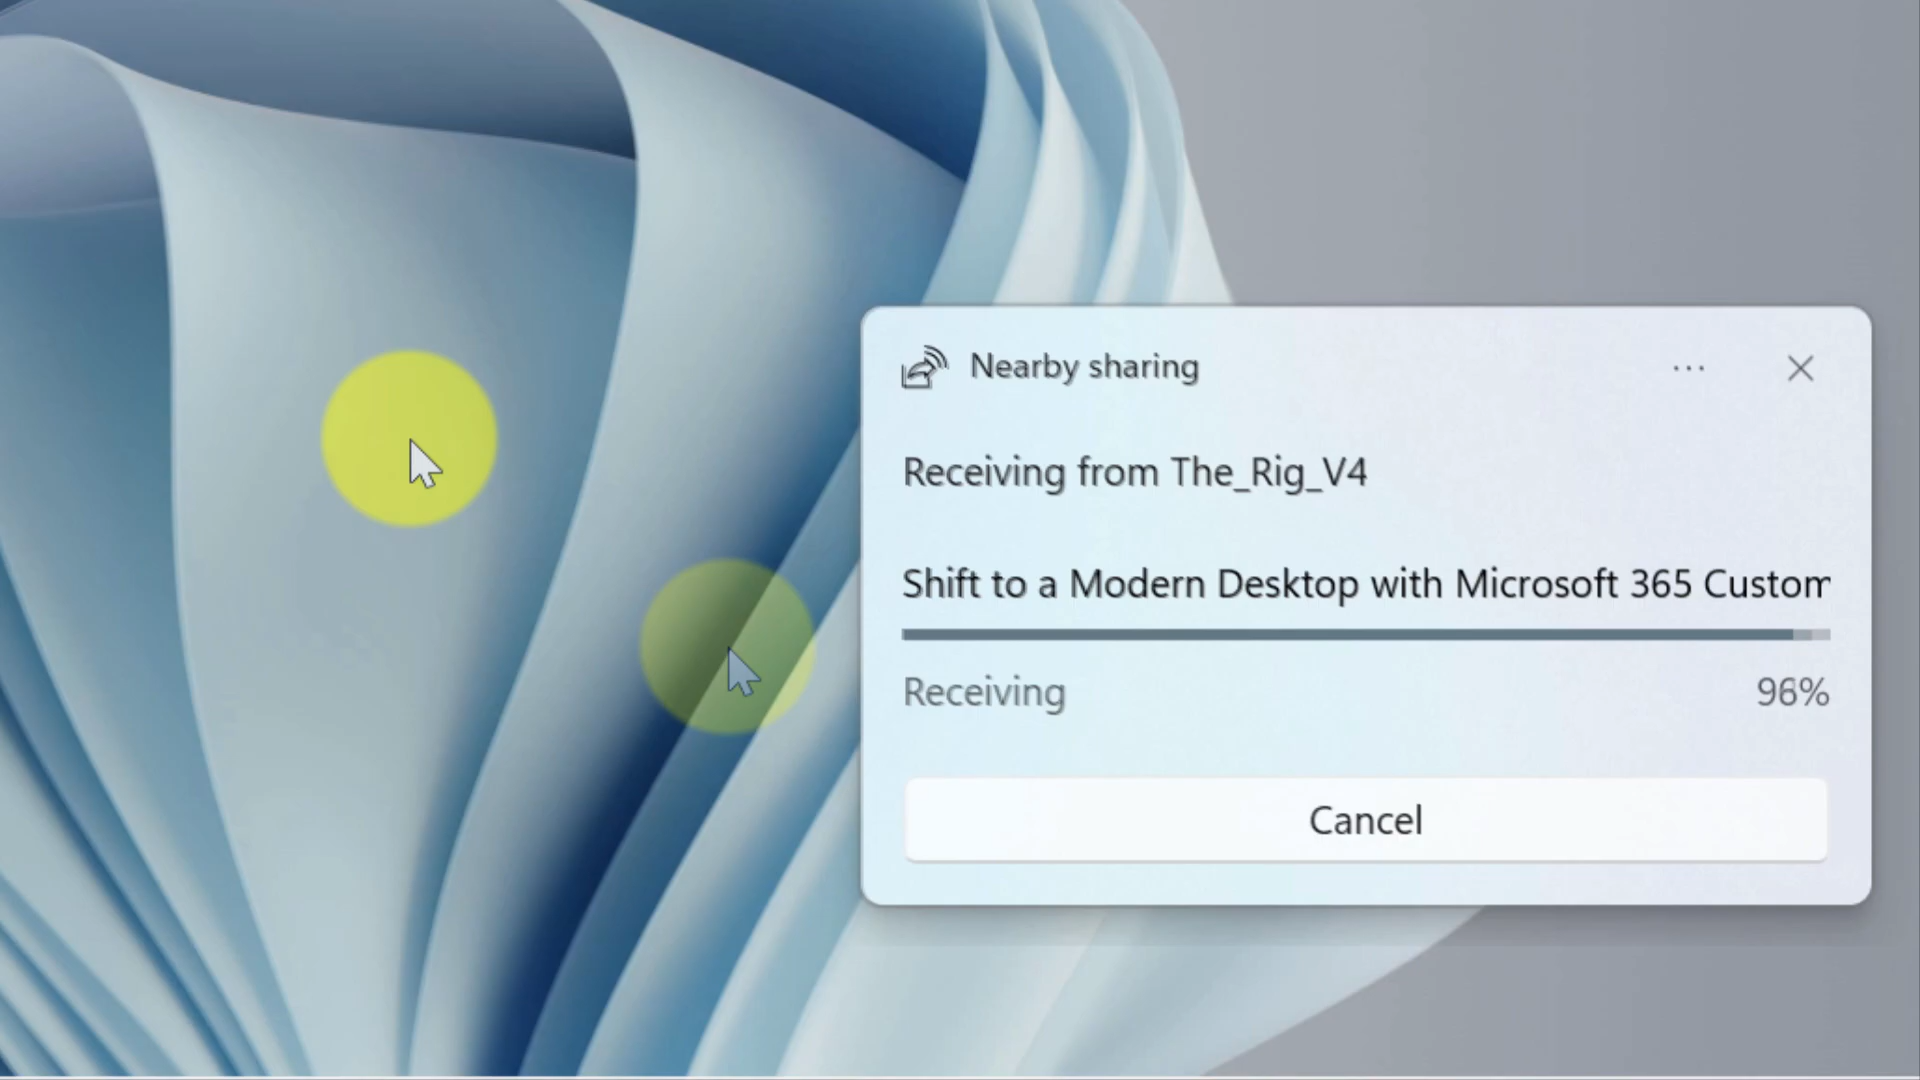 Nearby sharing
Receiving from The_Rig_V4
Shift to a Modern Desktop with Microsoft 365 Custom
Receiving 96%
Cancel